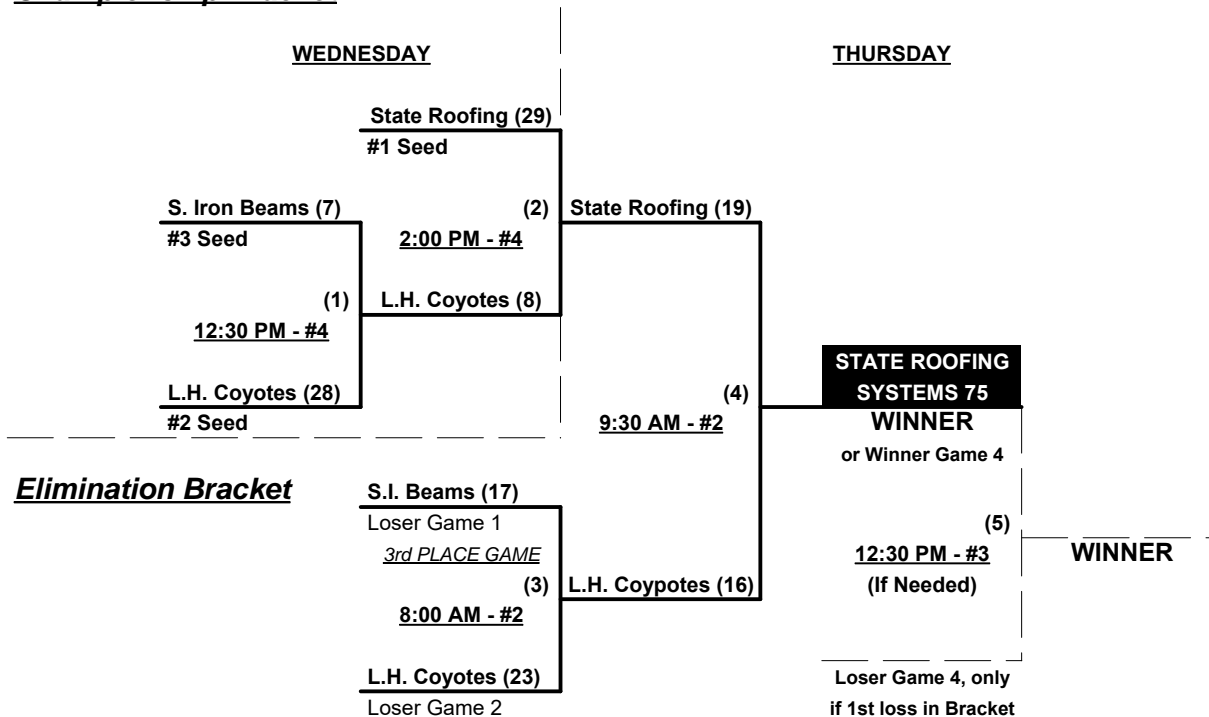 WEDNESDAY
THURSDAY
State Roofing (29)
#1 Seed
S. Iron Beams (7)
(2)
State Roofing (19)
#3 Seed
2:00 PM - #4
(1)
L.H. Coyotes (8)
12:30 PM - #4
STATE ROOFING
SYSTEMS 75
L.H. Coyotes (28)
(4)
#2 Seed
9:30 AM - #2
WINNER
or Winner Game 4
Elimination Bracket
S.I. Beams (17)
Loser Game 1
(5)
3rd PLACE GAME
12:30 PM - #3
WINNER
(3)
L.H. Coypotes (16)
(If Needed)
8:00 AM - #2
L.H. Coyotes (23)
Loser Game 4, only
Loser Game 2
if 1st loss in Bracket